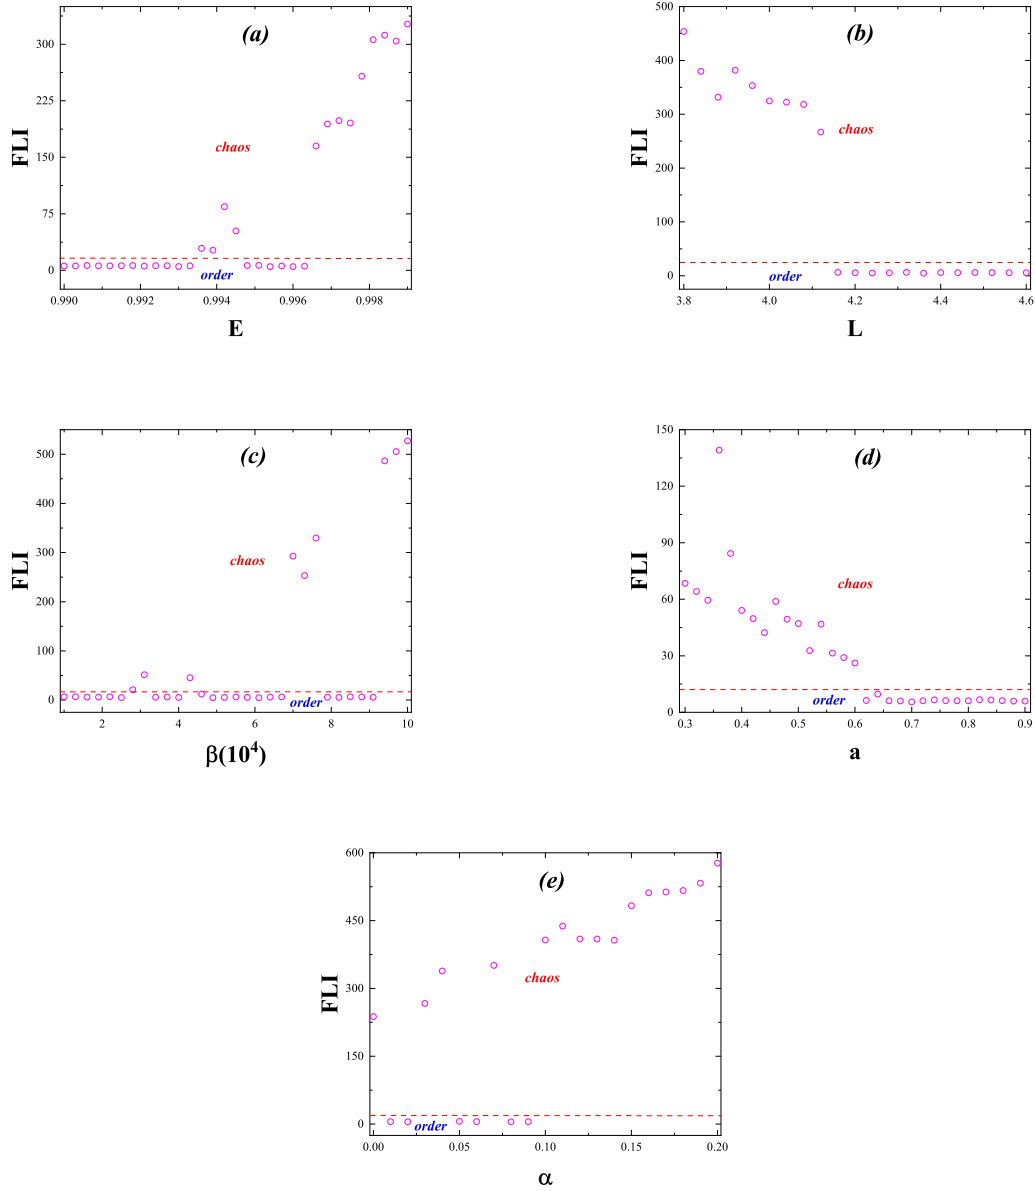 (a)
FLI
300
225
150
75
0
chaos
order
0.990 0.992 0.994 0.996 0.998
E
(b)
FLI
500
400
300
200
100
0
chaos
order
3.8 4.0 4.2 4.4 4.6
L
(c)
FLI
500
400
300
200
100
0
chaos
order
2 4 6 8 10
β(10⁴)
(d)
FLI
150
120
90
60
30
0
chaos
order
0.3 0.4 0.5 0.6 0.7 0.8 0.9
a
(e)
FLI
600
450
300
150
0
chaos
order
0.00 0.05 0.10 0.15 0.20
α